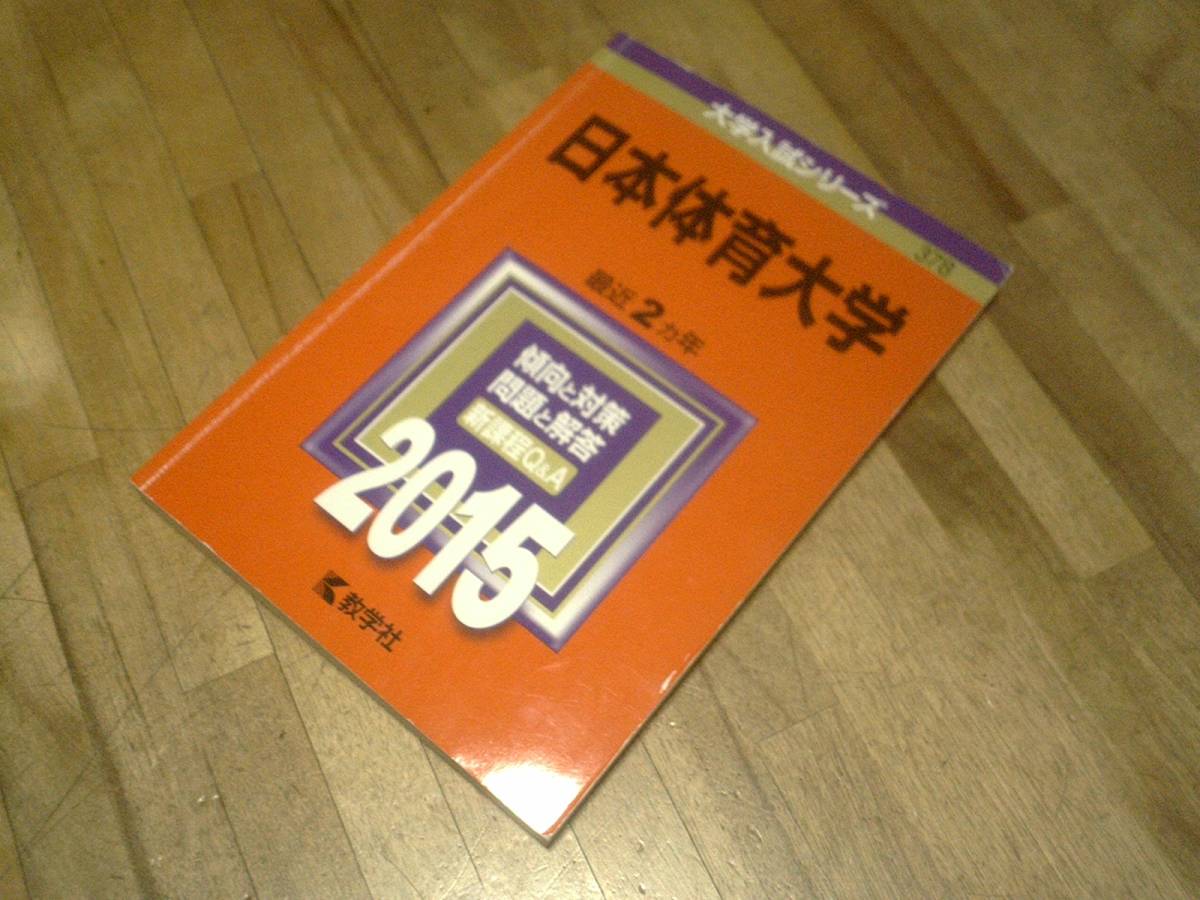 大学入試シリーズ
378
日本体育大学
最近2カ年
傾向と対策
問題と解答
新課程Q&A
2015
教学社